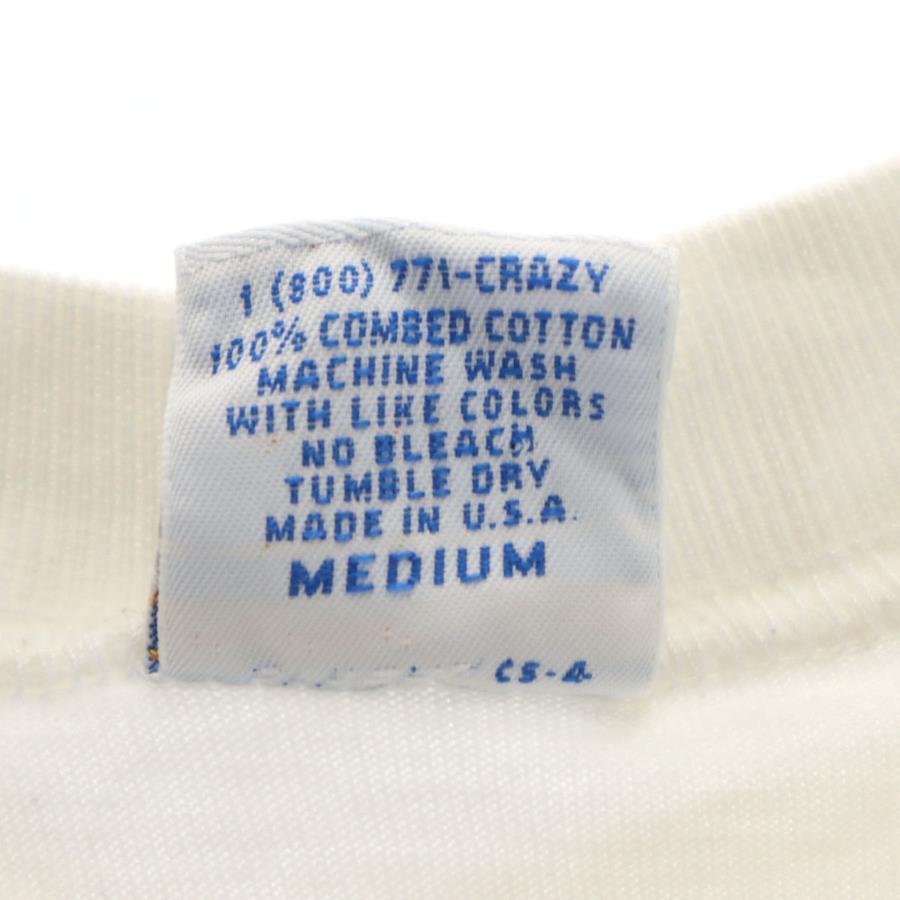 1 (800) 771-CRAZY
100% COMBED COTTON
MACHINE WASH
WITH LIKE COLORS
NO BLEACH
TUMBLE DRY
MADE IN U.S.A.
MEDIUM
CS-4